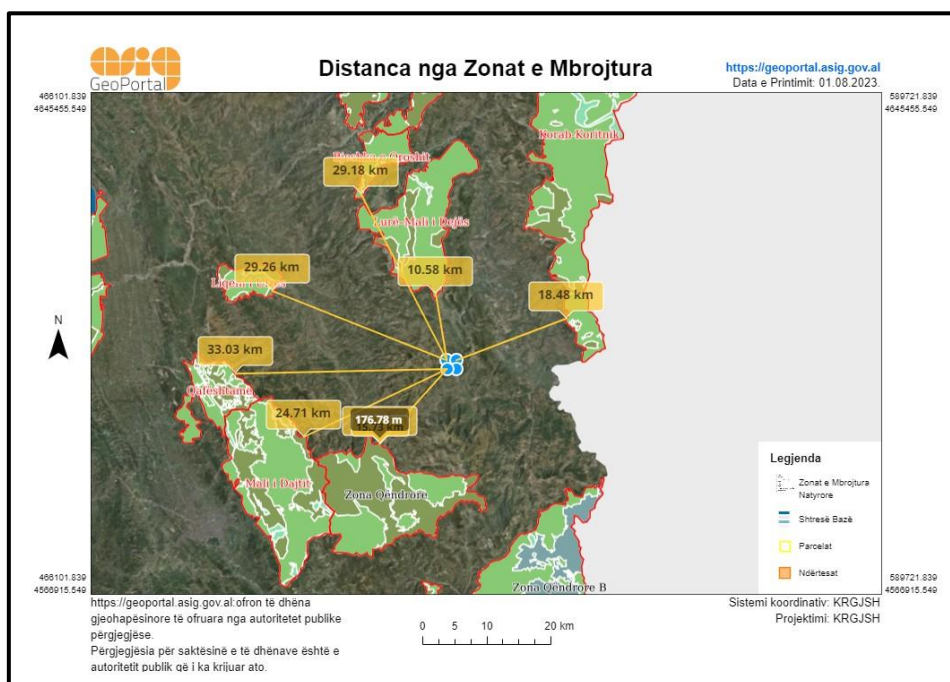 asig
GeoPortal
Distanca nga Zonat e Mbrojtura
https://geoportal.asig.gov.al
Data e Printimit: 01.08.2023.
466101.839
4645455.549
589721.839
4645455.549
Korab-Koritnik
29.18 km
Lurë-Mali i Dejës
29.26 km
10.58 km
18.48 km
N
33.03 km
Qafështamë
24.71 km
176.78 m
15.73 km
Mali i Dajtit
Zona Qëndrore
Zona Qëndrore B
Legjenda
Zonat e Mbrojtura
Natyrore
Shtresë Bazë
Parcelat
Ndërtesat
466101.839
4566915.549
589721.839
4566915.549
https://geoportal.asig.gov.al:ofron të dhëna
gjeohapësinore të ofruara nga autoritetet publike
përgjegjëse.
Përgjegjësia për saktësinë e të dhënave është e
autoritetit publik që i ka krijuar ato.
0 5 10 20 km
Sistemi koordinativ: KRGJSH
Projektimi: KRGJSH